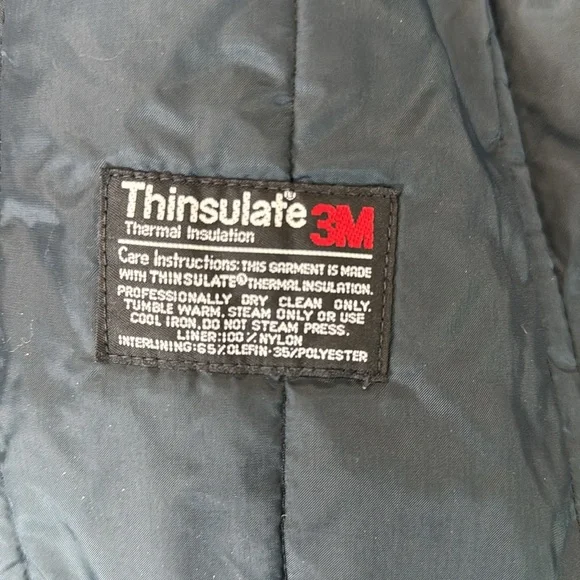 Thinsulate® 3M
Thermal Insulation
Care Instructions: THIS GARMENT IS MADE
WITH THINSULATE® THERMAL INSULATION.
PROFESSIONALLY DRY CLEAN ONLY.
TUMBLE WARM, STEAM ONLY OR USE
COOL IRON, DO NOT STEAM PRESS.
LINER: 100% NYLON
INTERLINING: 65% OLEFIN · 35% POLYESTER